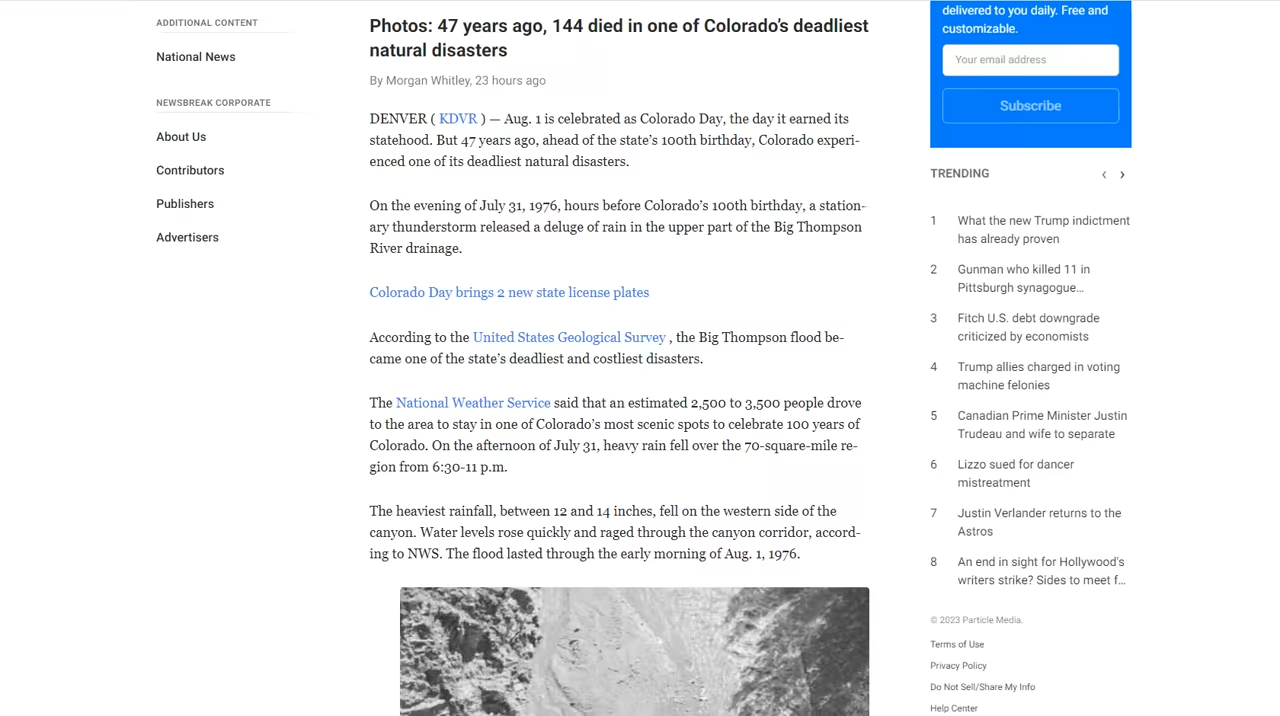 ADDITIONAL CONTENT
National News
NEWSBREAK CORPORATE
About Us
Contributors
Publishers
Advertisers
Photos: 47 years ago, 144 died in one of Colorado's deadliest
natural disasters
By Morgan Whitley, 23 hours ago
DENVER ( KDVR ) — Aug. 1 is celebrated as Colorado Day, the day it earned its
statehood. But 47 years ago, ahead of the state's 100th birthday, Colorado experi-
enced one of its deadliest natural disasters.
On the evening of July 31, 1976, hours before Colorado's 100th birthday, a station-
ary thunderstorm released a deluge of rain in the upper part of the Big Thompson
River drainage.
Colorado Day brings 2 new state license plates
According to the United States Geological Survey , the Big Thompson flood be-
came one of the state's deadliest and costliest disasters.
The National Weather Service said that an estimated 2,500 to 3,500 people drove
to the area to stay in one of Colorado's most scenic spots to celebrate 100 years of
Colorado. On the afternoon of July 31, heavy rain fell over the 70-square-mile re-
gion from 6:30-11 p.m.
The heaviest rainfall, between 12 and 14 inches, fell on the western side of the
canyon. Water levels rose quickly and raged through the canyon corridor, accord-
ing to NWS. The flood lasted through the early morning of Aug. 1, 1976.
delivered to you daily. Free and
customizable.
Your email address
Subscribe
TRENDING
1 What the new Trump indictment
has already proven
2 Gunman who killed 11 in
Pittsburgh synagogue...
3 Fitch U.S. debt downgrade
criticized by economists
4 Trump allies charged in voting
machine felonies
5 Canadian Prime Minister Justin
Trudeau and wife to separate
6 Lizzo sued for dancer
mistreatment
7 Justin Verlander returns to the
Astros
8 An end in sight for Hollywood's
writers strike? Sides to meet f...
© 2023 Particle Media.
Terms of Use
Privacy Policy
Do Not Sell/Share My Info
Help Center